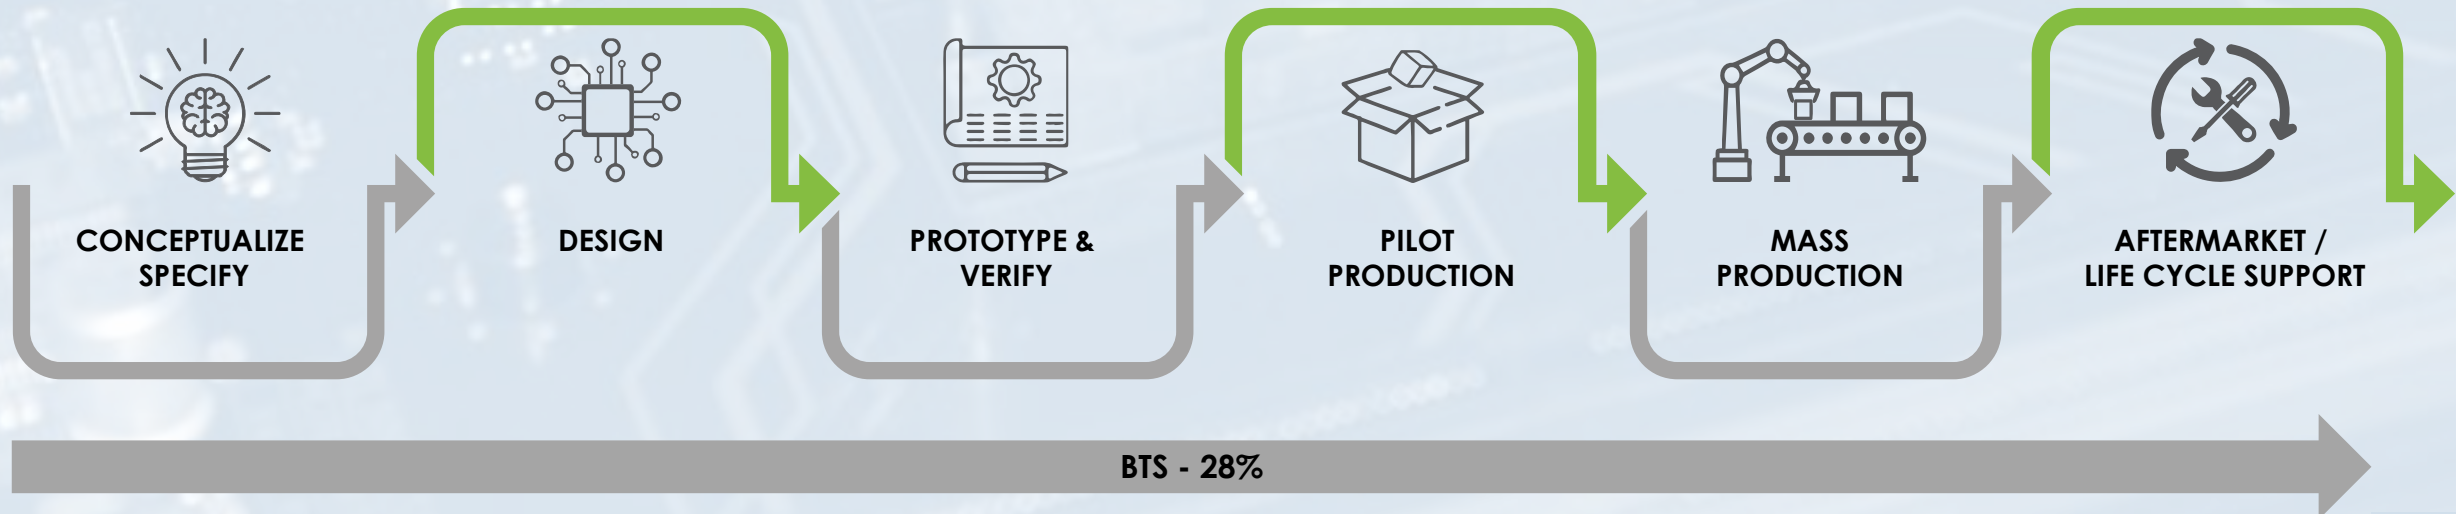 CONCEPTUALIZE
SPECIFY
DESIGN
PROTOTYPE &
VERIFY
PILOT
PRODUCTION
MASS
PRODUCTION
AFTERMARKET /
LIFE CYCLE SUPPORT
BTS - 28%